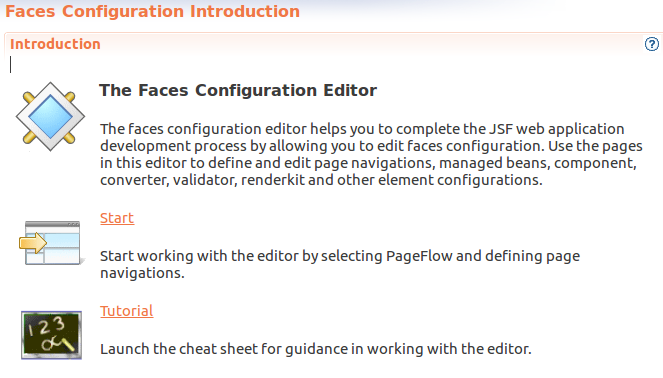 Faces Configuration Introduction
Introduction
The Faces Configuration Editor
The faces configuration editor helps you to complete the JSF web application
development process by allowing you to edit faces configuration. Use the pages
in this editor to define and edit page navigations, managed beans, component,
converter, validator, renderkit and other element configurations.
Start
Start working with the editor by selecting PageFlow and defining page
navigations.
Tutorial
1 2 3
Launch the cheat sheet for guidance in working with the editor.